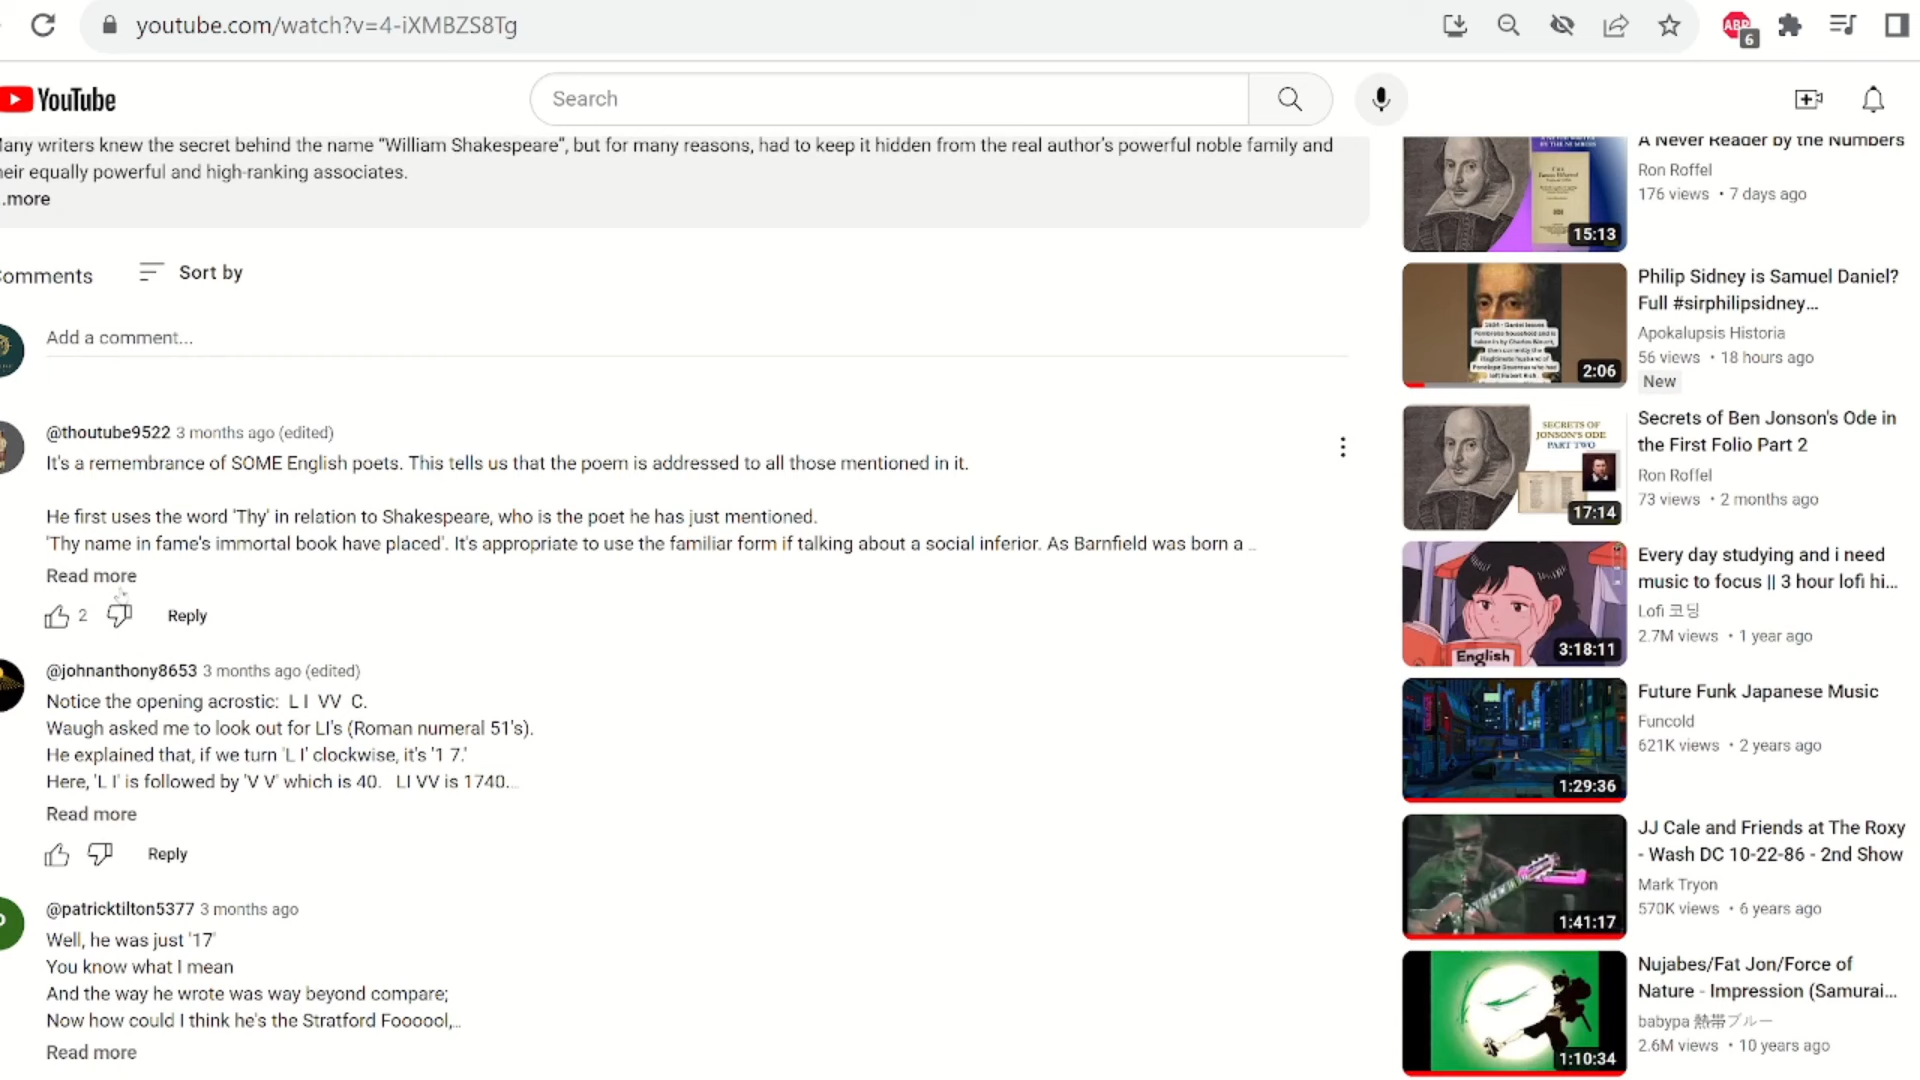 youtube.com/watch?v=4-iXMBZS8Tg
ABP
6
YouTube
Search
any writers knew the secret behind the name “William Shakespeare”, but for many reasons, had to keep it hidden from the real author's powerful noble family and
eir equally powerful and high-ranking associates.
..more
omments
Sort by
Add a comment...
@thoutube9522 3 months ago (edited)
It's a remembrance of SOME English poets. This tells us that the poem is addressed to all those mentioned in it.
He first uses the word 'Thy' in relation to Shakespeare, who is the poet he has just mentioned.
'Thy name in fame's immortal book have placed'. It's appropriate to use the familiar form if talking about a social inferior. As Barnfield was born a ...
Read more
2
Reply
@johnanthony8653 3 months ago (edited)
Notice the opening acrostic: L I VV C.
Waugh asked me to look out for LI's (Roman numeral 51's).
He explained that, if we turn 'L I' clockwise, it's '1 7.'
Here, 'L I' is followed by 'V V' which is 40. LI VV is 1740...
Read more
Reply
@patricktilton5377 3 months ago
Well, he was just '17'
You know what I mean
And the way he wrote was way beyond compare;
Now how could I think he's the Stratford Foooool,...
Read more
A Never Reader by the Numbers
Ron Roffel
176 views • 7 days ago
15:13
Philip Sidney is Samuel Daniel?
Full #sirphilipsidney...
Apokalupsis Historia
56 views • 18 hours ago
New
2:06
SECRETS OF
JONSON'S ODE
PART TWO
17:14
Secrets of Ben Jonson's Ode in
the First Folio Part 2
Ron Roffel
73 views • 2 months ago
English
3:18:11
Every day studying and i need
music to focus || 3 hour lofi hi...
Lofi 코딩
2.7M views • 1 year ago
1:29:36
Future Funk Japanese Music
Funcold
621K views • 2 years ago
1:41:17
JJ Cale and Friends at The Roxy
- Wash DC 10-22-86 - 2nd Show
Mark Tryon
570K views • 6 years ago
1:10:34
Nujabes/Fat Jon/Force of
Nature - Impression (Samurai...
babypa 熱帯ブルー
2.6M views • 10 years ago